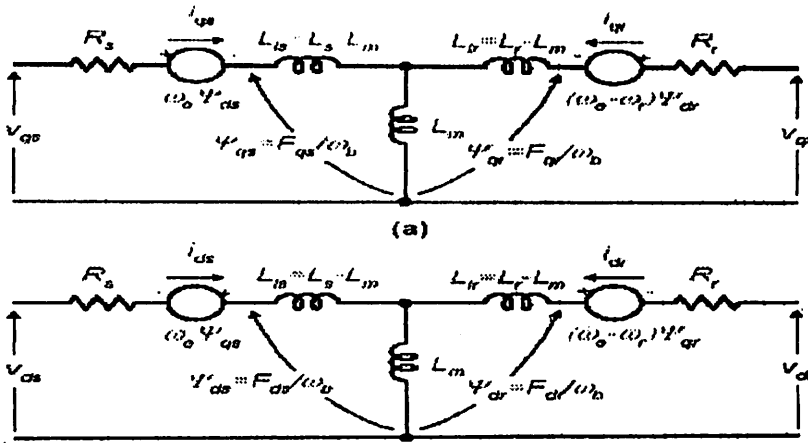 i_qs i_qr
R_s L_ls = L_s - L_m L_lr = L_r - L_m R_r
ω_e Ψ_ds (ω_e - ω_r) Ψ_dr
v_qs L_m v_q
Ψ_qs = F_qs/ω_b Ψ_qr = F_qr/ω_b
(a)
i_ds i_dr
R_s L_ls = L_s - L_m L_lr = L_r - L_m R_r
ω_e Ψ_qs (ω_e - ω_r) Ψ_qr
v_ds L_m v_d
Ψ_ds = F_ds/ω_b Ψ_dr = F_dr/ω_b